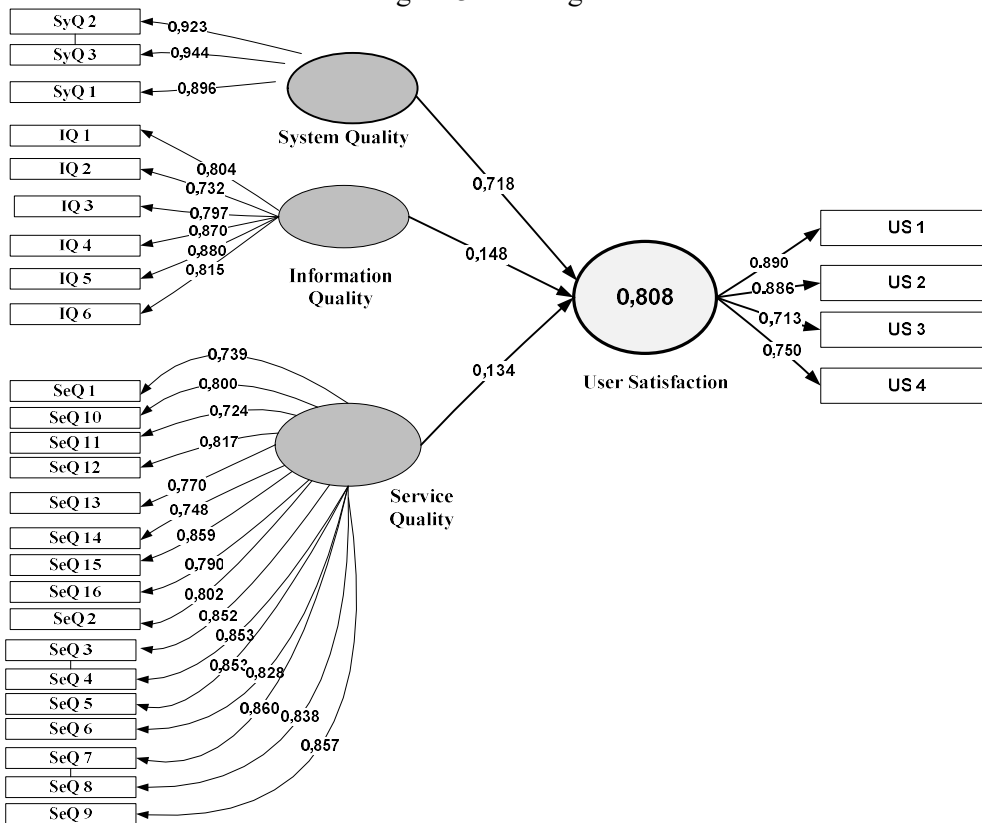 SyQ 2
0,923
SyQ 3
0,944
SyQ 1
0,896
System Quality
IQ 1
0,804
IQ 2
0,732
IQ 3
0,797
IQ 4
0,870
IQ 5
0,880
IQ 6
0,815
Information
Quality
SeQ 1
0,739
SeQ 10
0,800
SeQ 11
0,724
SeQ 12
0,817
SeQ 13
0,770
SeQ 14
0,748
SeQ 15
0,859
SeQ 16
0,790
SeQ 2
0,802
SeQ 3
0,852
SeQ 4
0,853
SeQ 5
SeQ 6
0,828
SeQ 7
0,860
SeQ 8
0,838
SeQ 9
0,857
Service
Quality
0,718
0,148
0,134
0,808
User Satisfaction
0.890
US 1
0.886
US 2
0,713
US 3
0,750
US 4